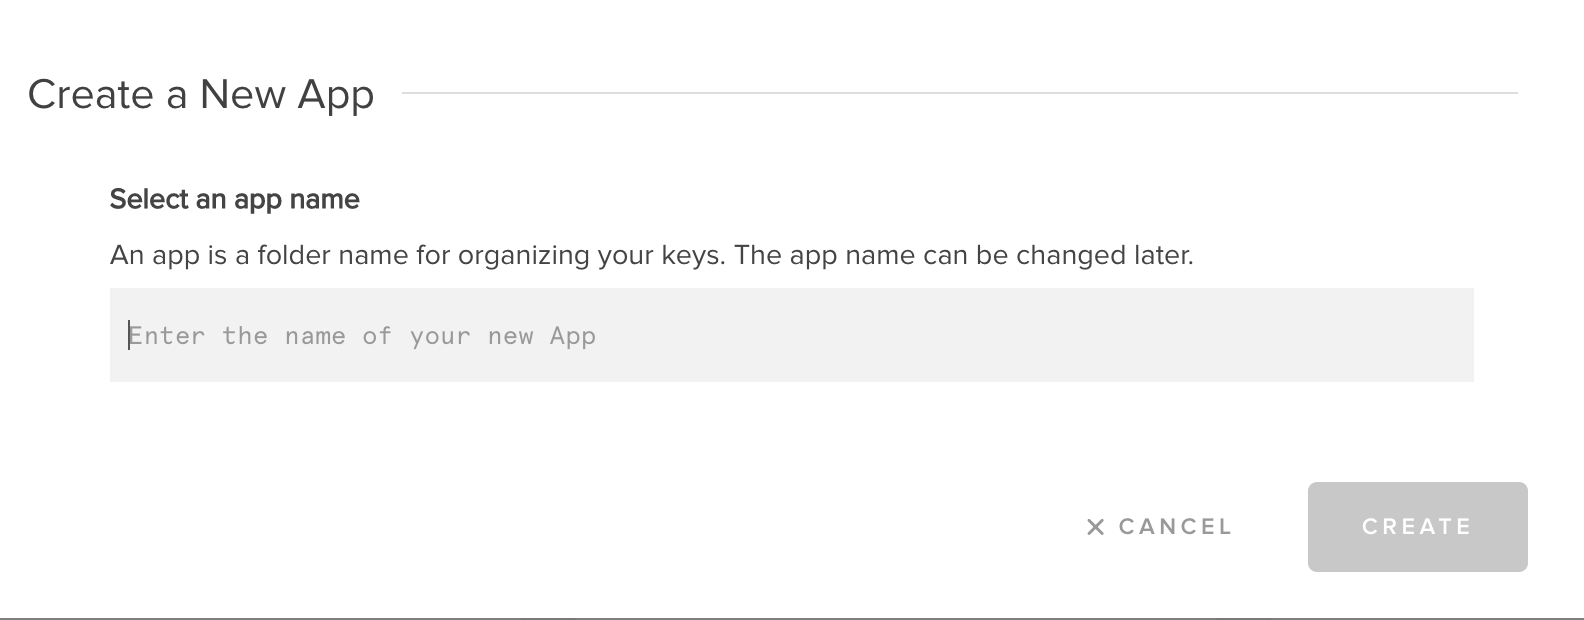 Create a New App
Select an app name
An app is a folder name for organizing your keys. The app name can be changed later.
Enter the name of your new App
CANCEL
CREATE